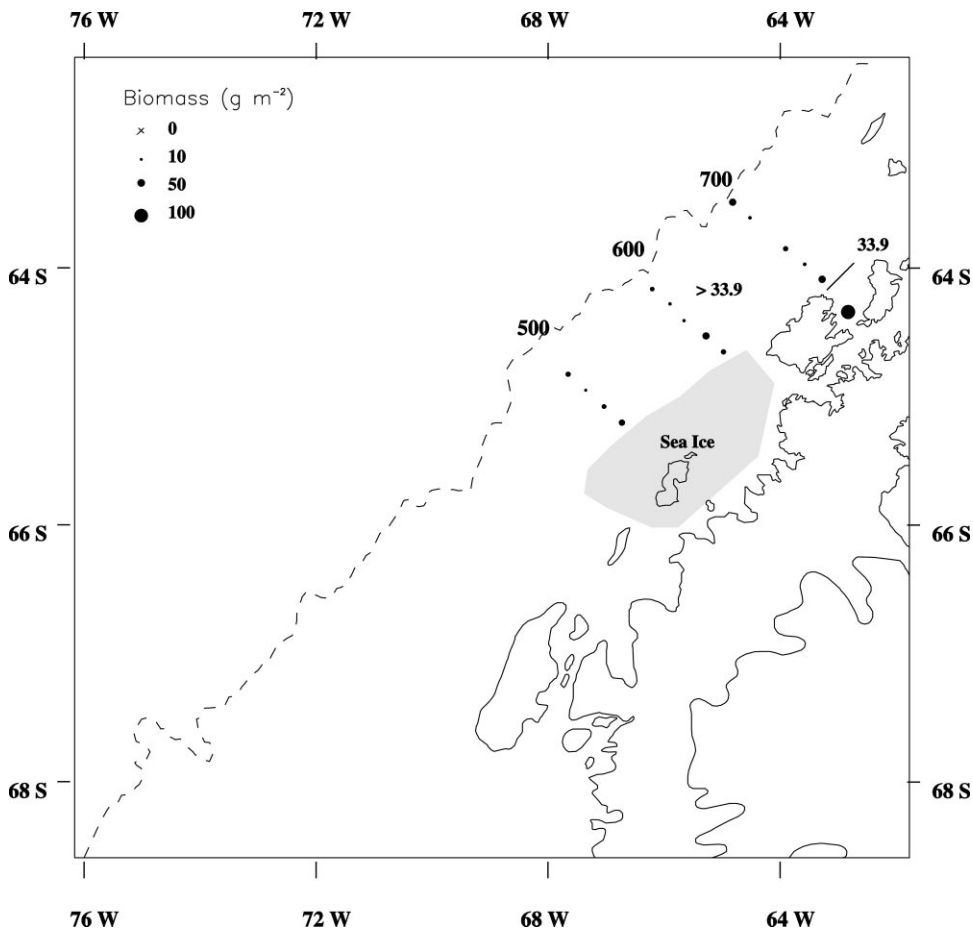 76 W 72 W 68 W 64 W
Biomass (g m⁻²)
× 0
10
50
100
700
600
33.9
64 S 64 S
> 33.9
500
Sea Ice
66 S 66 S
68 S 68 S
76 W 72 W 68 W 64 W